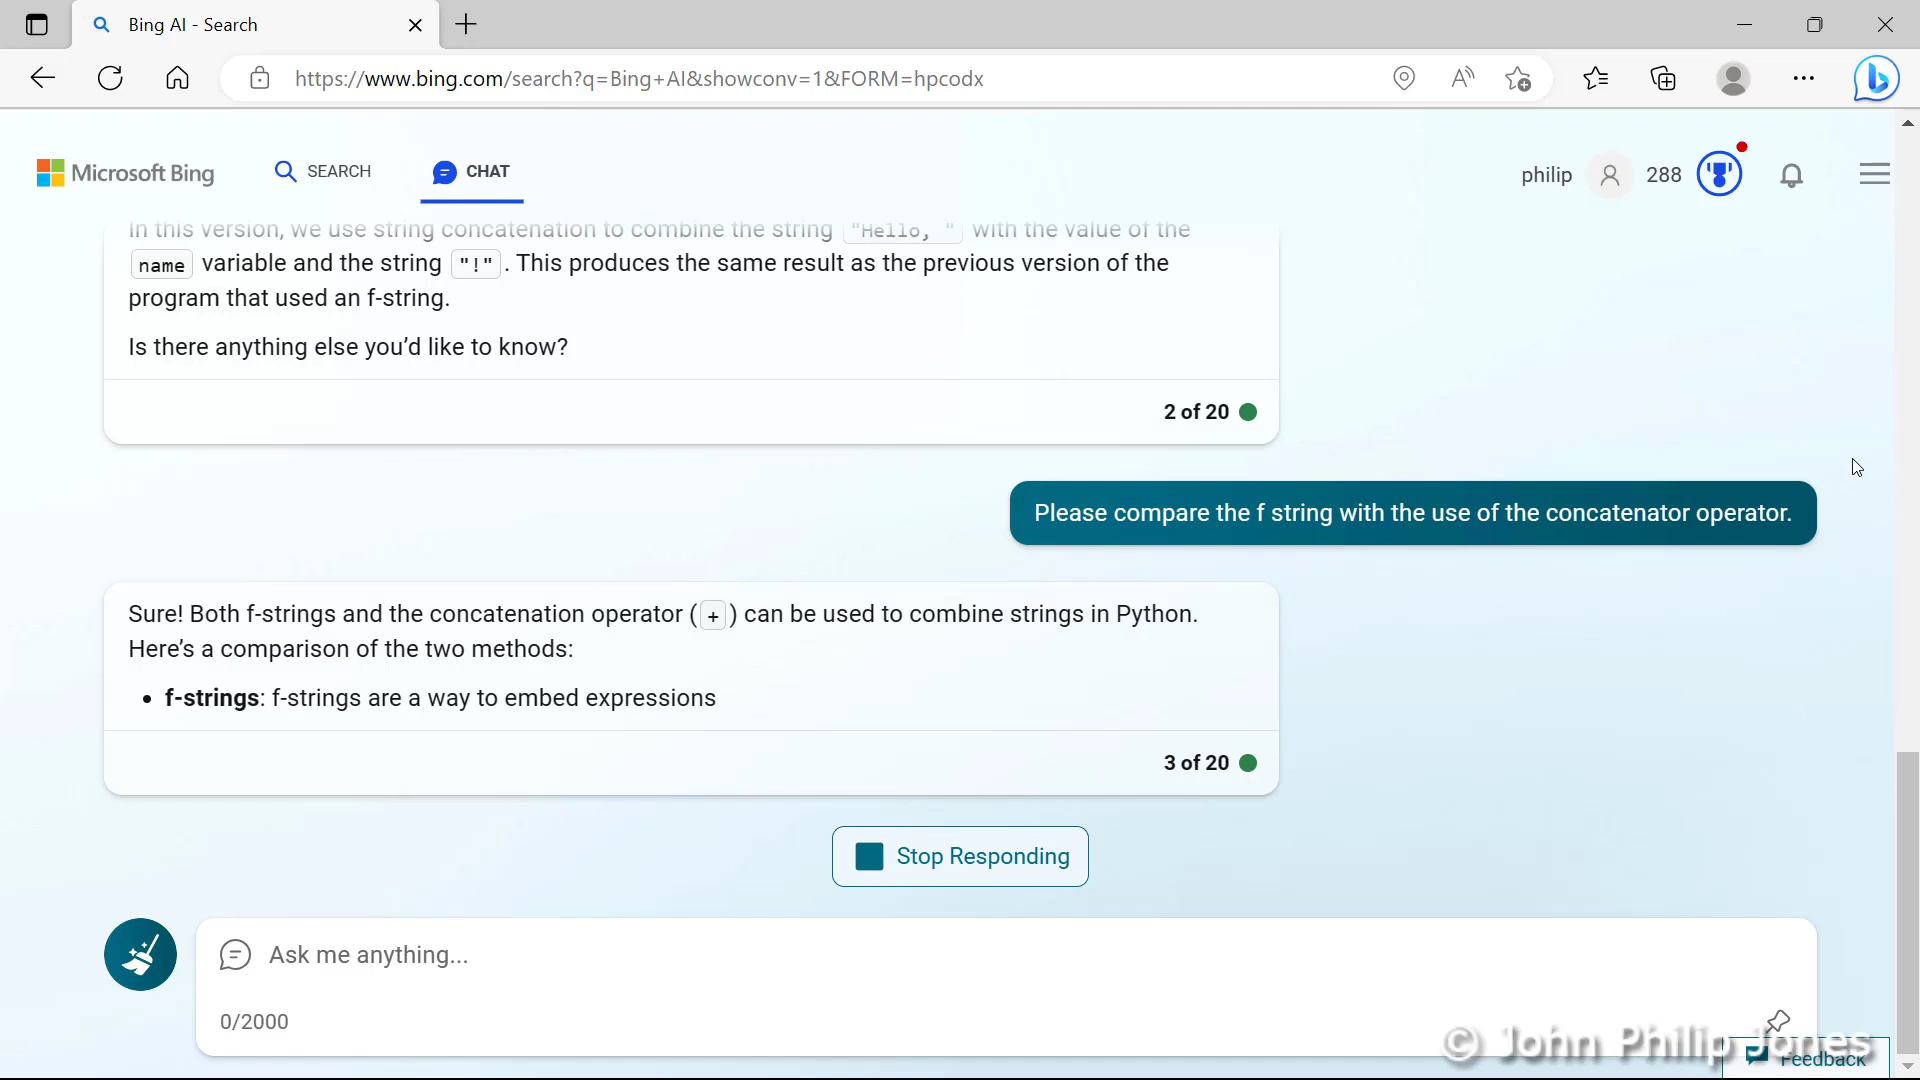 Bing AI - Search
https://www.bing.com/search?q=Bing+AI&showconv=1&FORM=hpcodx
Microsoft Bing
SEARCH
CHAT
philip
288
In this version, we use string concatenation to combine the string "Hello, " with the value of the
name variable and the string "!". This produces the same result as the previous version of the
program that used an f-string.
Is there anything else you’d like to know?
2 of 20
Please compare the f string with the use of the concatenator operator.
Sure! Both f-strings and the concatenation operator (+) can be used to combine strings in Python.
Here’s a comparison of the two methods:
• f-strings: f-strings are a way to embed expressions
3 of 20
Stop Responding
Ask me anything...
0/2000
© John Philip Jones
Feedback